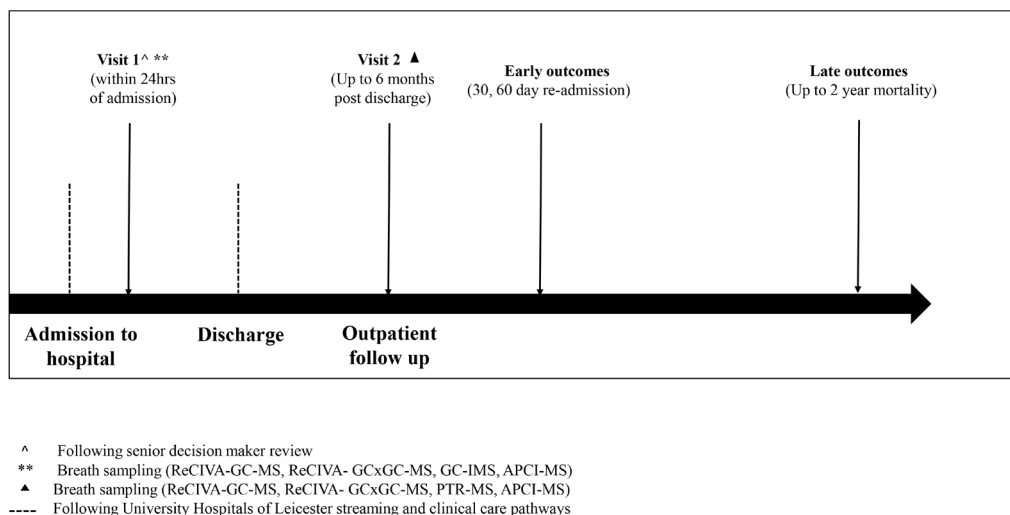 Visit 1^ **
(within 24hrs
of admission)
Visit 2 ▲
(Up to 6 months
post discharge)
Early outcomes
(30, 60 day re-admission)
Late outcomes
(Up to 2 year mortality)
Admission to
hospital
Discharge
Outpatient
follow up
^ Following senior decision maker review
** Breath sampling (ReCIVA-GC-MS, ReCIVA- GCxGC-MS, GC-IMS, APCI-MS)
▲ Breath sampling (ReCIVA-GC-MS, ReCIVA- GCxGC-MS, PTR-MS, APCI-MS)
---- Following University Hospitals of Leicester streaming and clinical care pathways